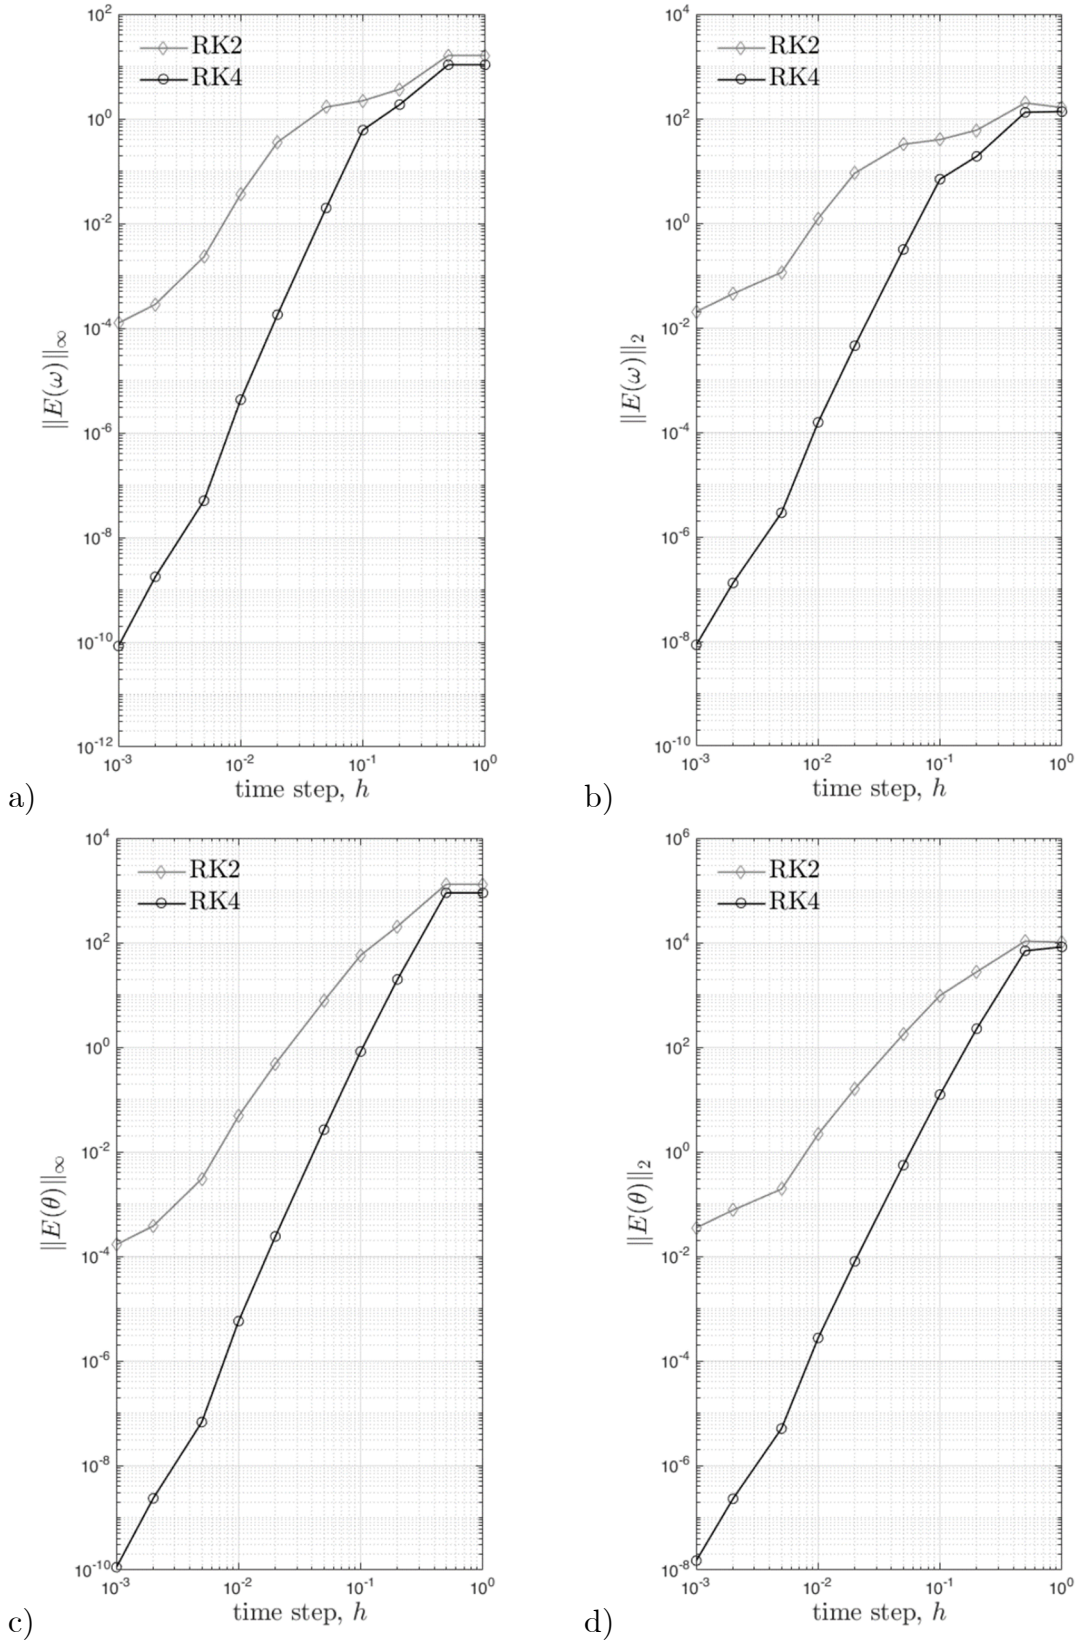 10^2
10^0
10^-2
10^-4
10^-6
10^-8
10^-10
10^-12
RK2
RK4
||E(ω)||∞
10^-3 10^-2 10^-1 10^0
time step, h
a)
10^4
10^2
10^0
10^-2
10^-4
10^-6
10^-8
10^-10
RK2
RK4
||E(ω)||2
10^-3 10^-2 10^-1 10^0
time step, h
b)
10^4
10^2
10^0
10^-2
10^-4
10^-6
10^-8
10^-10
RK2
RK4
||E(θ)||∞
10^-3 10^-2 10^-1 10^0
time step, h
c)
10^6
10^4
10^2
10^0
10^-2
10^-4
10^-6
10^-8
RK2
RK4
||E(θ)||2
10^-3 10^-2 10^-1 10^0
time step, h
d)